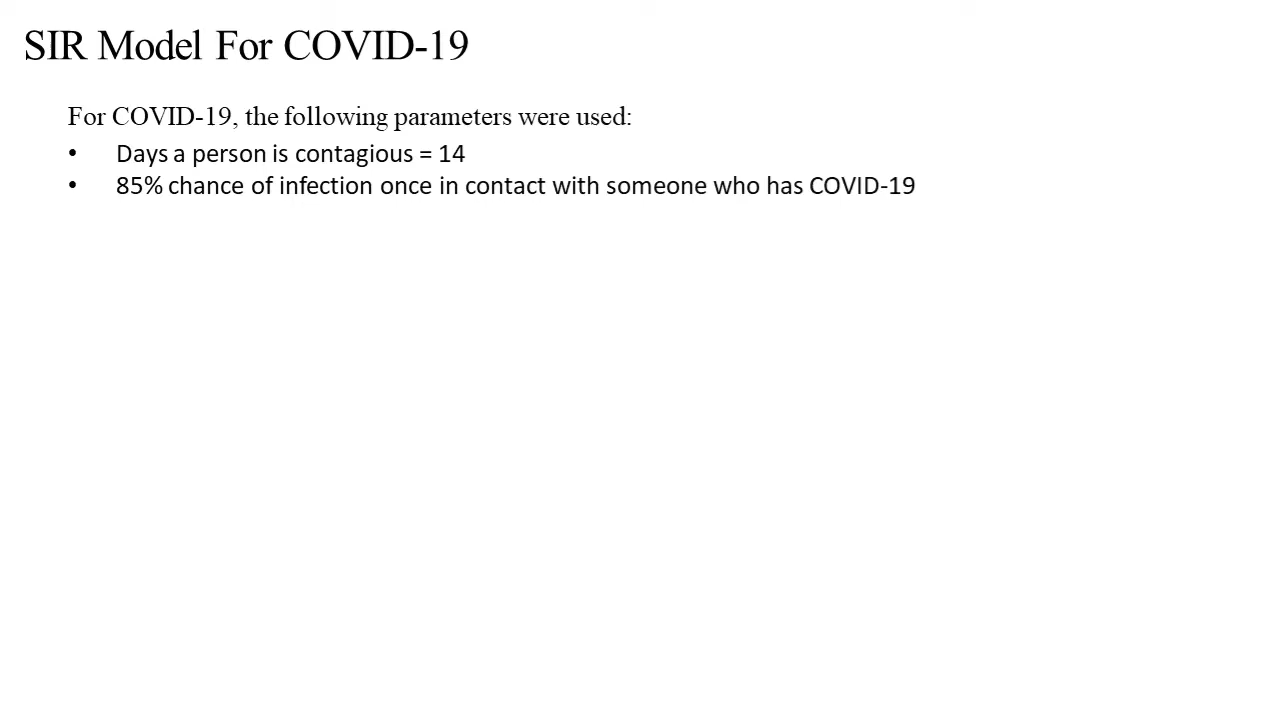 SIR Model For COVID-19
For COVID-19, the following parameters were used:
• Days a person is contagious = 14
• 85% chance of infection once in contact with someone who has COVID-19